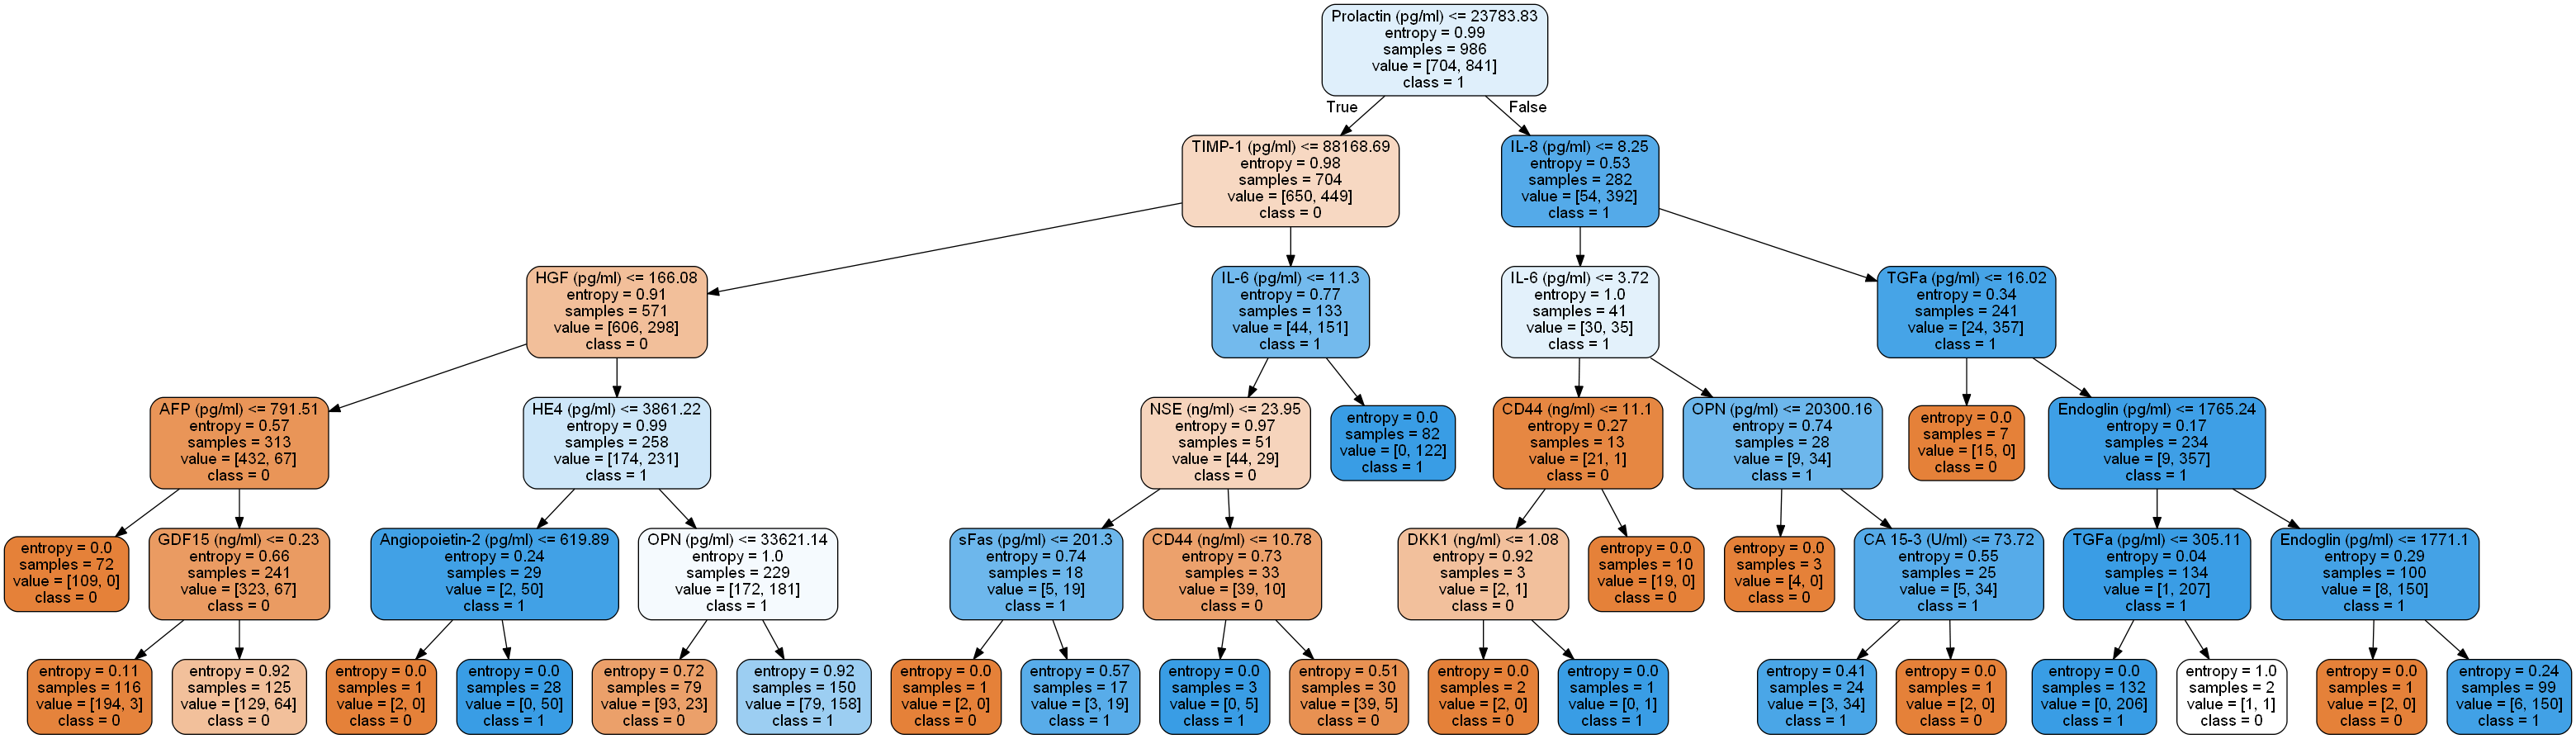 Prolactin (pg/ml) <= 23783.83
entropy = 0.99
samples = 986
value = [704, 841]
class = 1
True
False
TIMP-1 (pg/ml) <= 88168.69
entropy = 0.98
samples = 704
value = [650, 449]
class = 0
IL-8 (pg/ml) <= 8.25
entropy = 0.53
samples = 282
value = [54, 392]
class = 1
HGF (pg/ml) <= 166.08
entropy = 0.91
samples = 571
value = [606, 298]
class = 0
IL-6 (pg/ml) <= 11.3
entropy = 0.77
samples = 133
value = [44, 151]
class = 1
IL-6 (pg/ml) <= 3.72
entropy = 1.0
samples = 41
value = [30, 35]
class = 1
TGFa (pg/ml) <= 16.02
entropy = 0.34
samples = 241
value = [24, 357]
class = 1
AFP (pg/ml) <= 791.51
entropy = 0.57
samples = 313
value = [432, 67]
class = 0
HE4 (pg/ml) <= 3861.22
entropy = 0.99
samples = 258
value = [174, 231]
class = 1
NSE (ng/ml) <= 23.95
entropy = 0.97
samples = 51
value = [44, 29]
class = 0
entropy = 0.0
samples = 82
value = [0, 122]
class = 1
CD44 (ng/ml) <= 11.1
entropy = 0.27
samples = 13
value = [21, 1]
class = 0
OPN (pg/ml) <= 20300.16
entropy = 0.74
samples = 28
value = [9, 34]
class = 1
entropy = 0.0
samples = 7
value = [15, 0]
class = 0
Endoglin (pg/ml) <= 1765.24
entropy = 0.17
samples = 234
value = [9, 357]
class = 1
entropy = 0.0
samples = 72
value = [109, 0]
class = 0
GDF15 (ng/ml) <= 0.23
entropy = 0.66
samples = 241
value = [323, 67]
class = 0
Angiopoietin-2 (pg/ml) <= 619.89
entropy = 0.24
samples = 29
value = [2, 50]
class = 1
OPN (pg/ml) <= 33621.14
entropy = 1.0
samples = 229
value = [172, 181]
class = 1
sFas (pg/ml) <= 201.3
entropy = 0.74
samples = 18
value = [5, 19]
class = 1
CD44 (ng/ml) <= 10.78
entropy = 0.73
samples = 33
value = [39, 10]
class = 0
DKK1 (ng/ml) <= 1.08
entropy = 0.92
samples = 3
value = [2, 1]
class = 0
entropy = 0.0
samples = 10
value = [19, 0]
class = 0
entropy = 0.0
samples = 3
value = [4, 0]
class = 0
CA 15-3 (U/ml) <= 73.72
entropy = 0.55
samples = 25
value = [5, 34]
class = 1
TGFa (pg/ml) <= 305.11
entropy = 0.04
samples = 134
value = [1, 207]
class = 1
Endoglin (pg/ml) <= 1771.1
entropy = 0.29
samples = 100
value = [8, 150]
class = 1
entropy = 0.11
samples = 116
value = [194, 3]
class = 0
entropy = 0.92
samples = 125
value = [129, 64]
class = 0
entropy = 0.0
samples = 1
value = [2, 0]
class = 0
entropy = 0.0
samples = 28
value = [0, 50]
class = 1
entropy = 0.72
samples = 79
value = [93, 23]
class = 0
entropy = 0.92
samples = 150
value = [79, 158]
class = 1
entropy = 0.0
samples = 1
value = [2, 0]
class = 0
entropy = 0.57
samples = 17
value = [3, 19]
class = 1
entropy = 0.0
samples = 3
value = [0, 5]
class = 1
entropy = 0.51
samples = 30
value = [39, 5]
class = 0
entropy = 0.0
samples = 2
value = [2, 0]
class = 0
entropy = 0.0
samples = 1
value = [0, 1]
class = 1
entropy = 0.41
samples = 24
value = [3, 34]
class = 1
entropy = 0.0
samples = 1
value = [2, 0]
class = 0
entropy = 0.0
samples = 132
value = [0, 206]
class = 1
entropy = 1.0
samples = 2
value = [1, 1]
class = 0
entropy = 0.0
samples = 1
value = [2, 0]
class = 0
entropy = 0.24
samples = 99
value = [6, 150]
class = 1